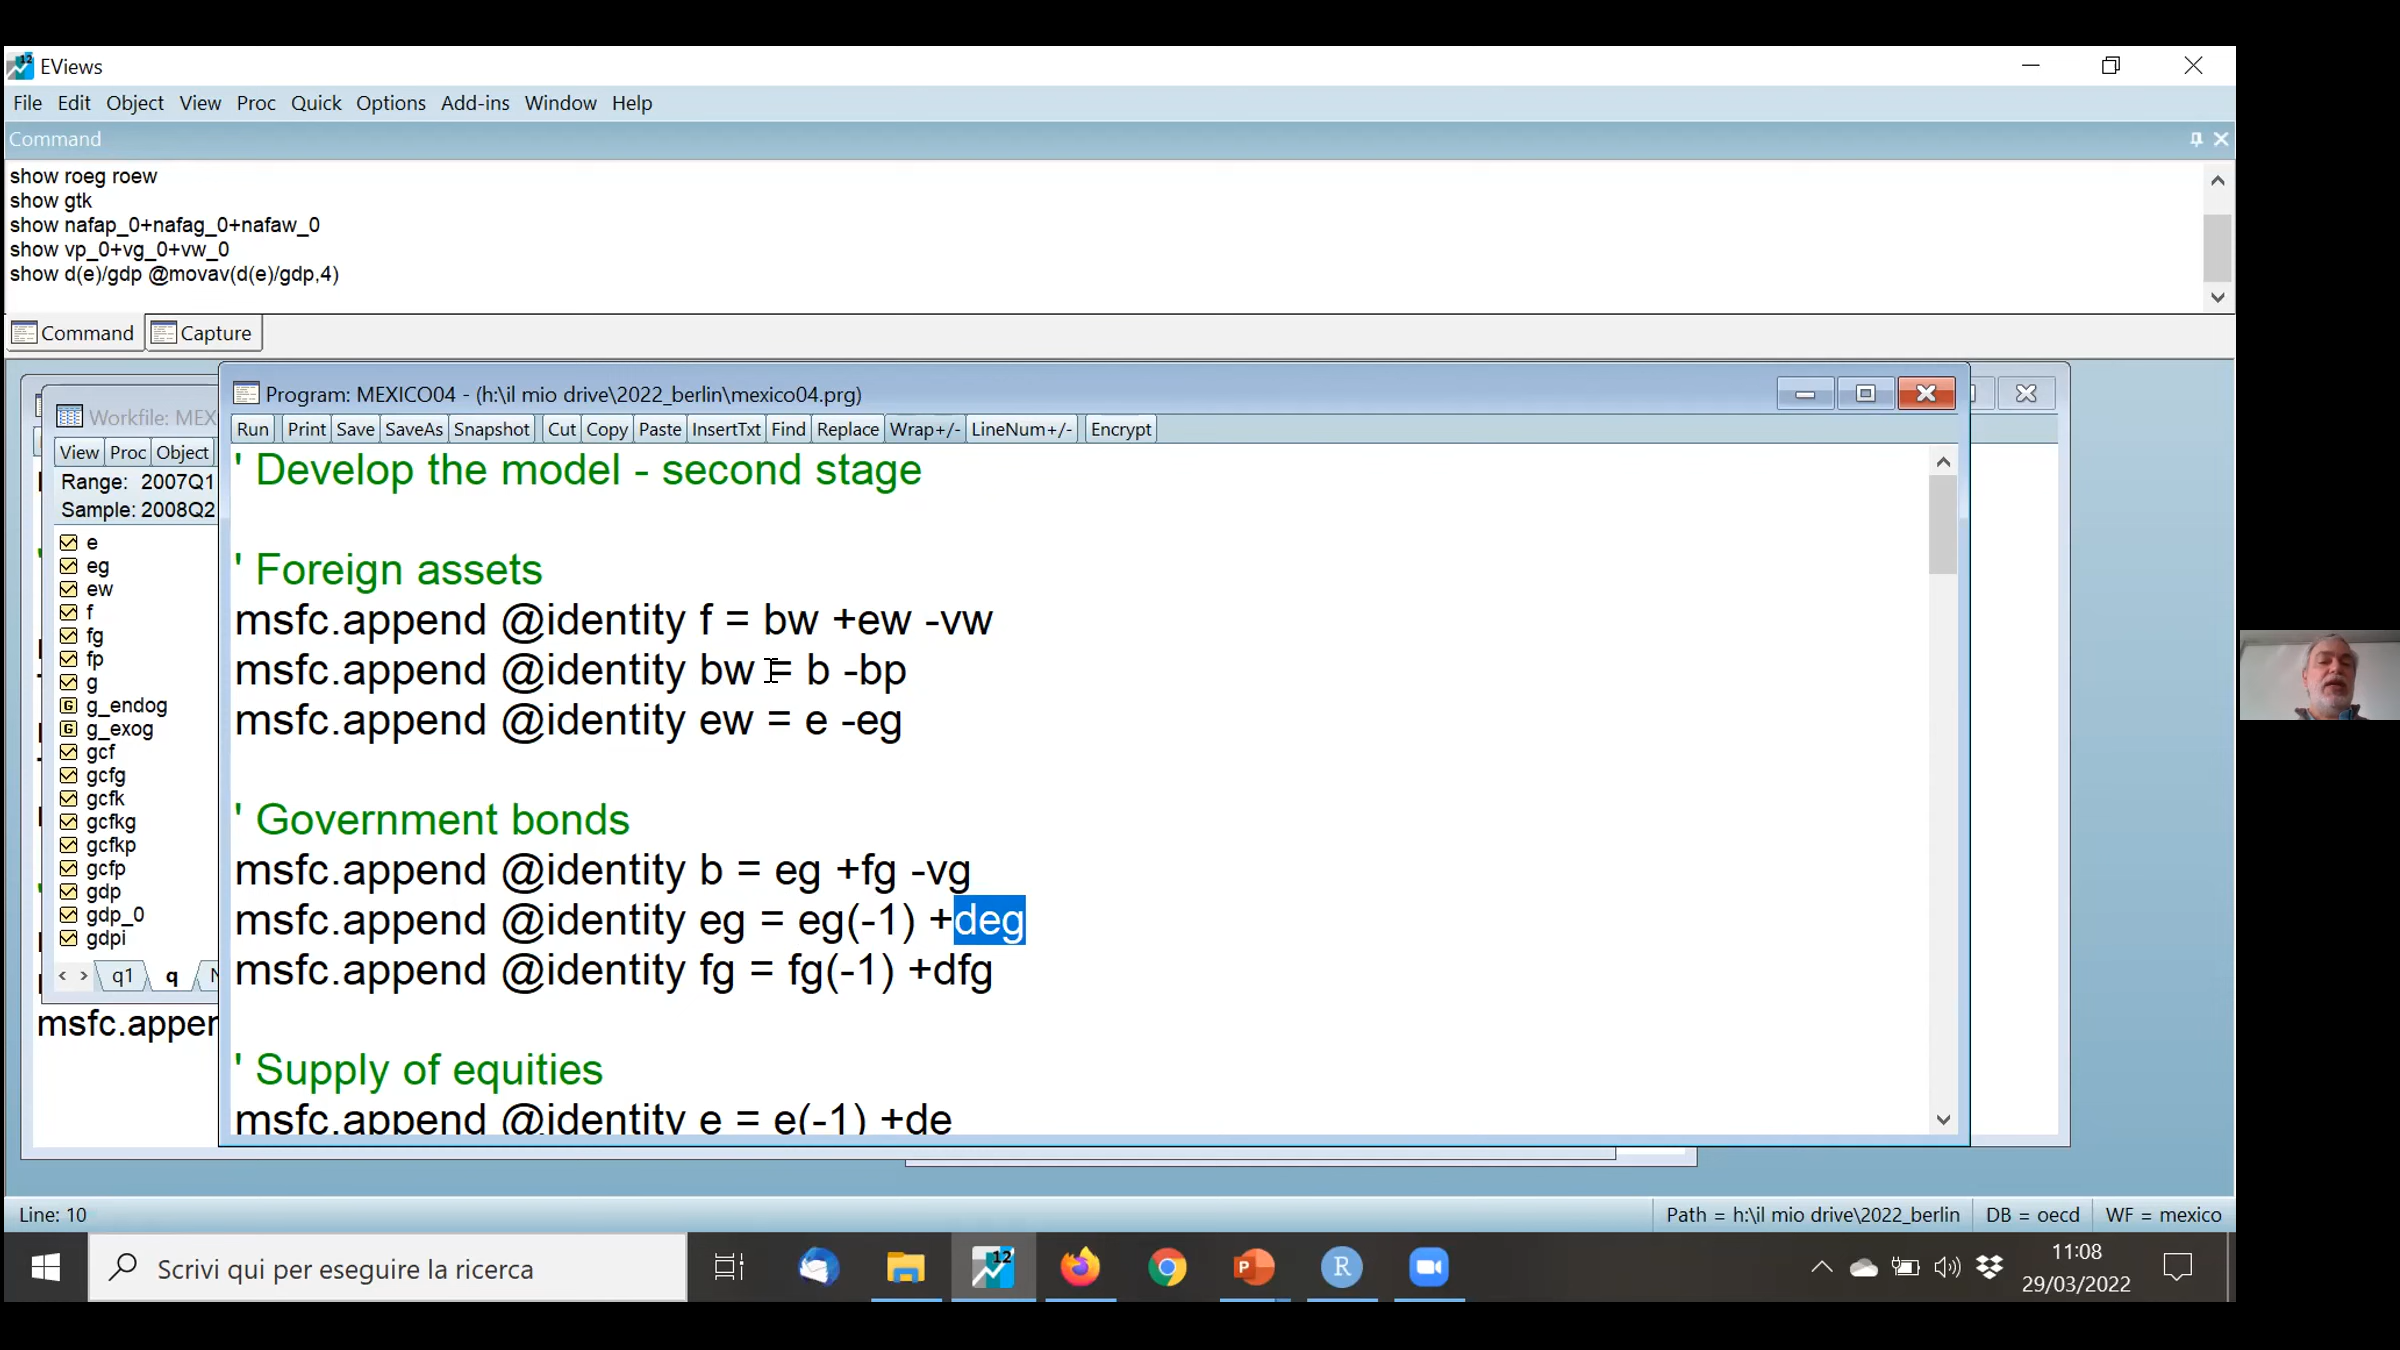 EViews
File Edit Object View Proc Quick Options Add-ins Window Help
Command
show roeg roew
show gtk
show nafap_0+nafag_0+nafaw_0
show vp_0+vg_0+vw_0
show d(e)/gdp @movav(d(e)/gdp,4)
Command Capture
Workfile: MEX
View Proc Object
Range: 2007Q1
Sample: 2008Q2
e
eg
ew
f
fg
fp
g
g_endog
g_exog
gcf
gcfg
gcfk
gcfkg
gcfkp
gcfp
gdp
gdp_0
gdpi
q1 q N
msfc.apper
Program: MEXICO04 - (h:\il mio drive\2022_berlin\mexico04.prg)
Run Print Save SaveAs Snapshot Cut Copy Paste InsertTxt Find Replace Wrap+/- LineNum+/- Encrypt
' Develop the model - second stage
' Foreign assets
msfc.append @identity f = bw +ew -vw
msfc.append @identity bw = b -bp
msfc.append @identity ew = e -eg
' Government bonds
msfc.append @identity b = eg +fg -vg
msfc.append @identity eg = eg(-1) +deg
msfc.append @identity fg = fg(-1) +dfg
' Supply of equities
msfc.append @identity e = e(-1) +de
Line: 10
Path = h:\il mio drive\2022_berlin DB = oecd WF = mexico
Scrivi qui per eseguire la ricerca
12
P
R
11:08
29/03/2022